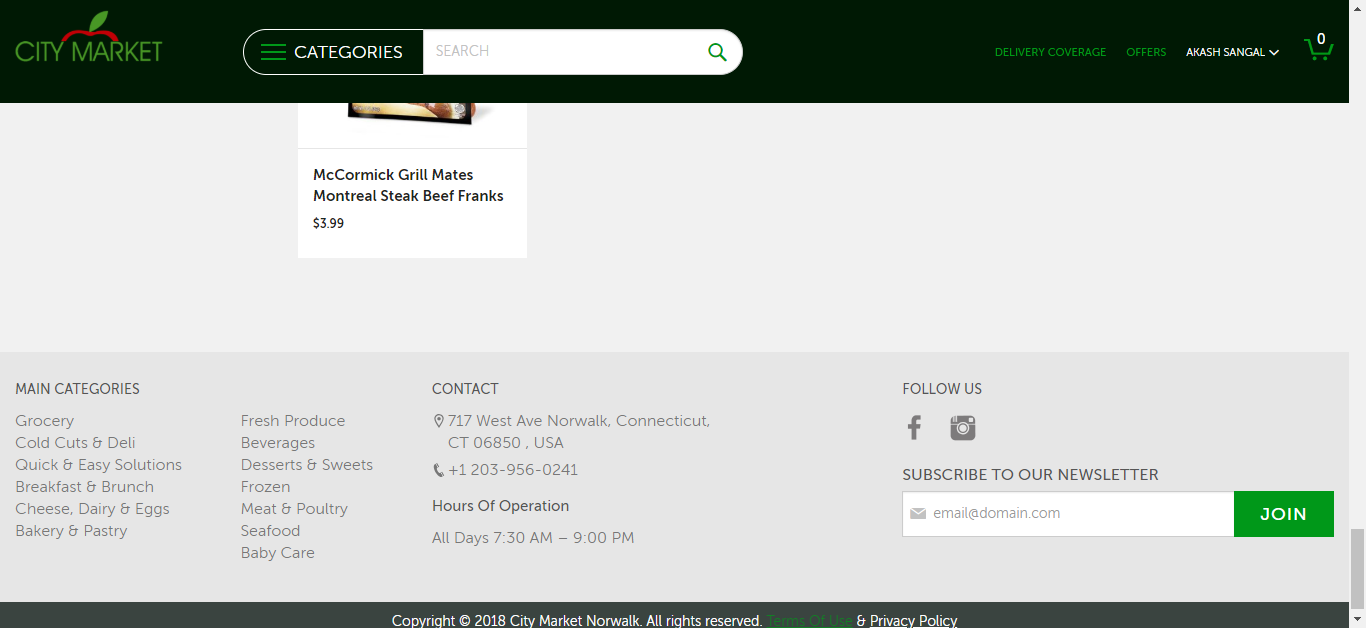 CITY MARKET
CATEGORIES
SEARCH
DELIVERY COVERAGE
OFFERS
AKASH SANGAL
0
McCormick Grill Mates
Montreal Steak Beef Franks
$3.99
MAIN CATEGORIES
Grocery
Cold Cuts & Deli
Quick & Easy Solutions
Breakfast & Brunch
Cheese, Dairy & Eggs
Bakery & Pastry
Fresh Produce
Beverages
Desserts & Sweets
Frozen
Meat & Poultry
Seafood
Baby Care
CONTACT
717 West Ave Norwalk, Connecticut,
CT 06850 , USA
+1 203-956-0241
Hours Of Operation
All Days 7:30 AM – 9:00 PM
FOLLOW US
SUBSCRIBE TO OUR NEWSLETTER
email@domain.com
JOIN
Copyright © 2018 City Market Norwalk. All rights reserved. Terms Of Use & Privacy Policy